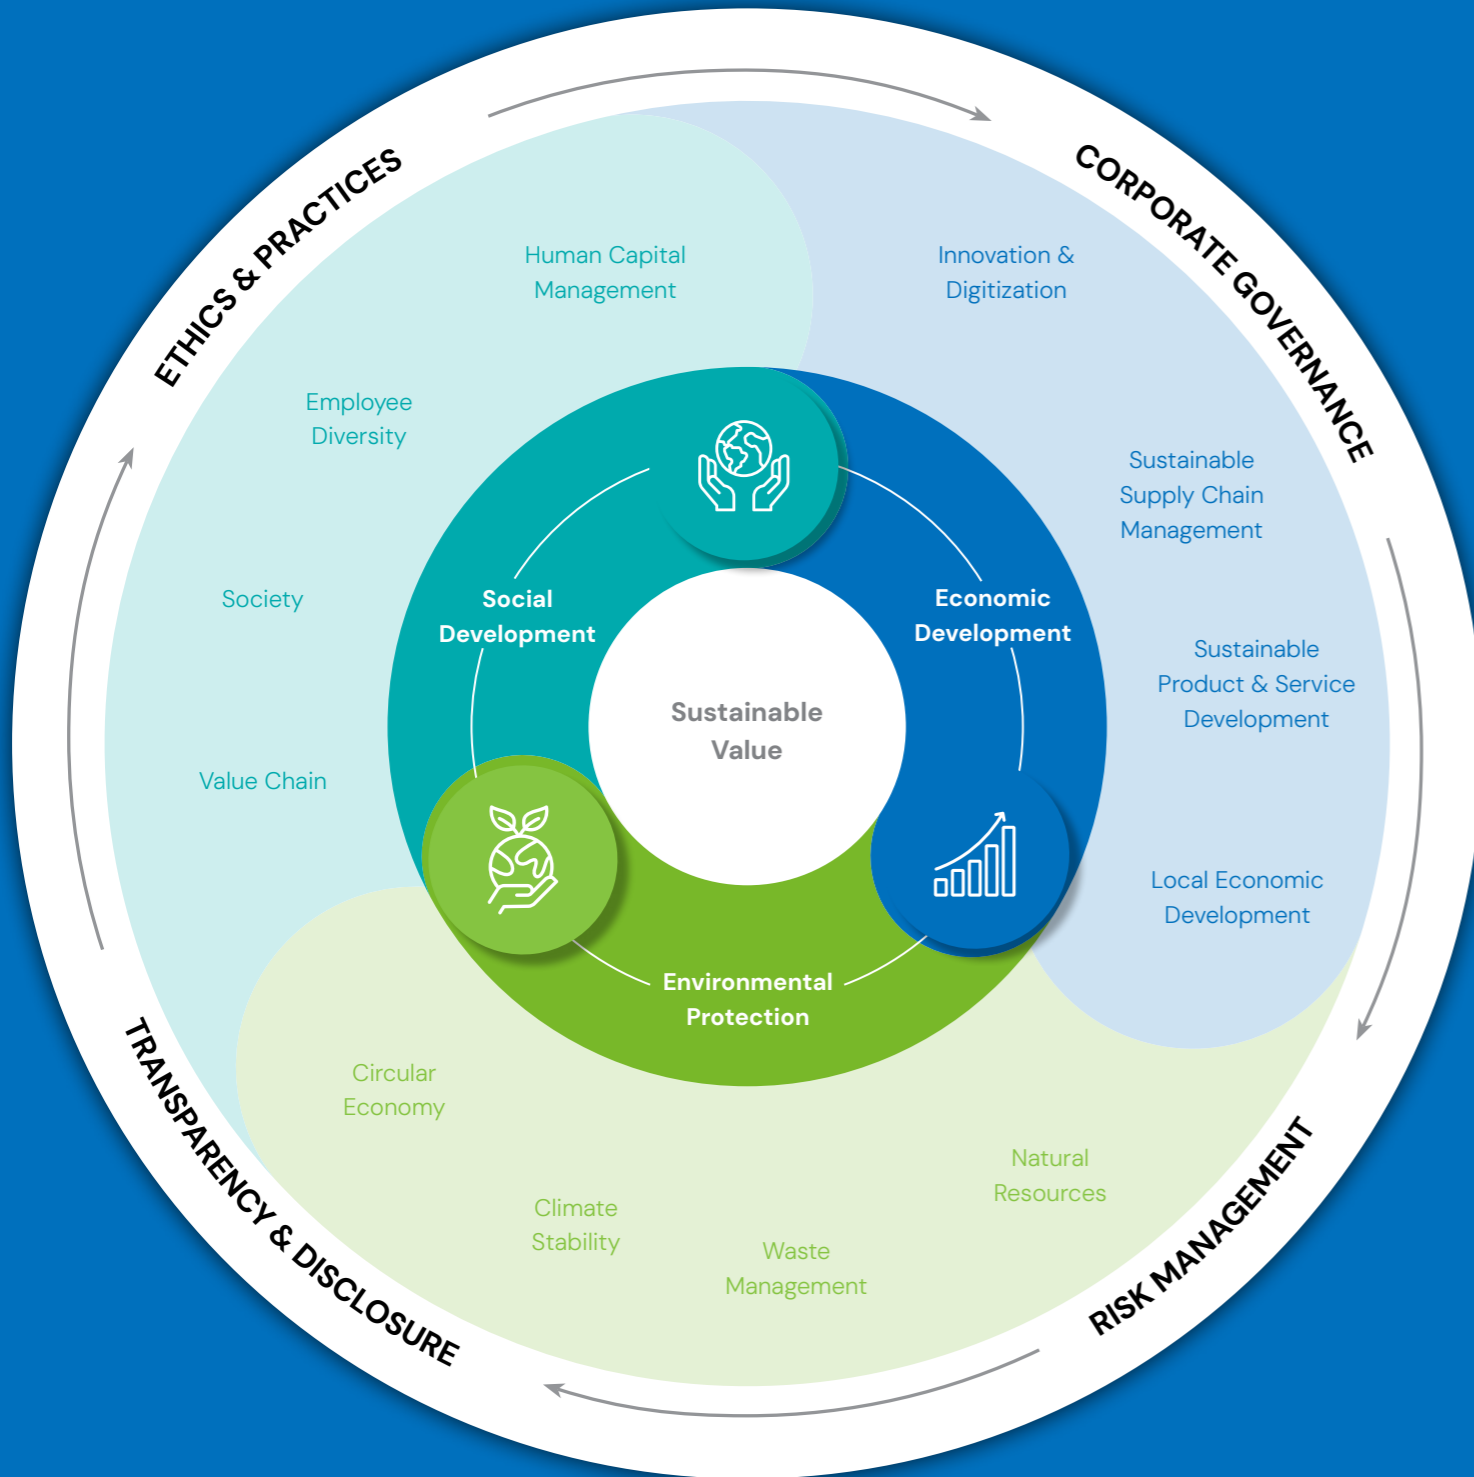 ETHICS & PRACTICES
CORPORATE GOVERNANCE
RISK MANAGEMENT
TRANSPARENCY & DISCLOSURE
Human Capital
Management
Employee
Diversity
Society
Value Chain
Innovation &
Digitization
Sustainable
Supply Chain
Management
Sustainable
Product & Service
Development
Local Economic
Development
Circular
Economy
Climate
Stability
Waste
Management
Natural
Resources
Social
Development
Economic
Development
Environmental
Protection
Sustainable
Value